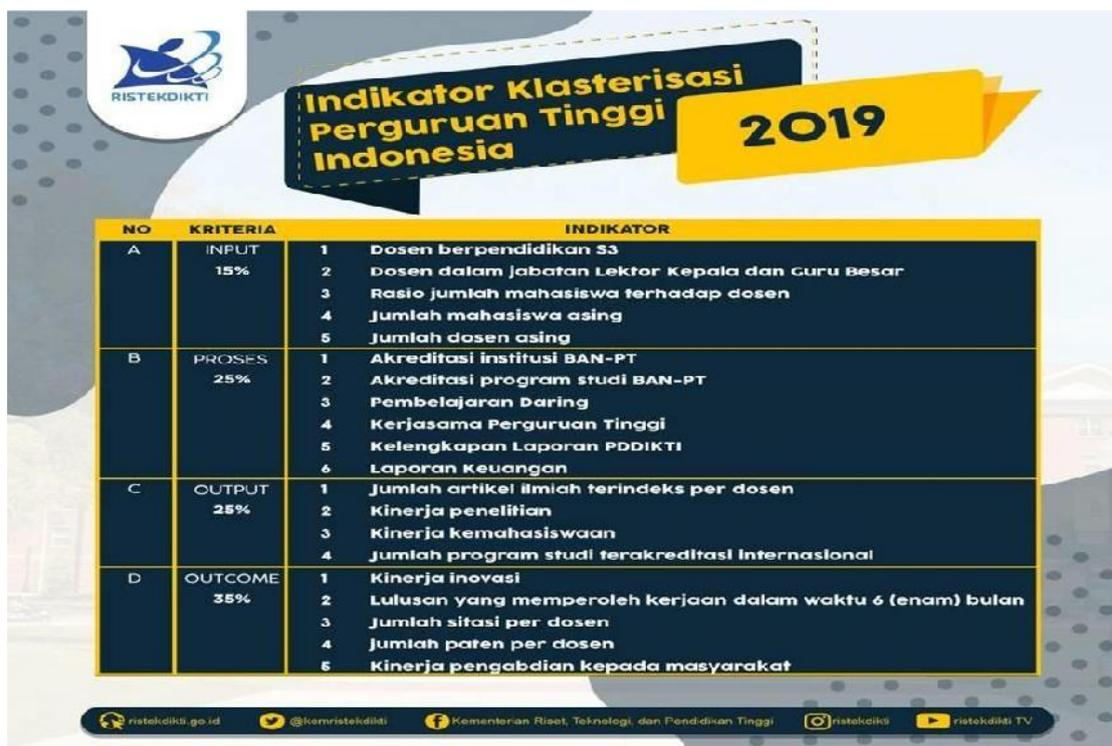 RISTEKDIKTI
Indikator Klasterisasi
Perguruan Tinggi
Indonesia
2019
NO KRITERIA INDIKATOR
A INPUT 1 Dosen berpendidikan S3
15% 2 Dosen dalam jabatan Lektor Kepala dan Guru Besar
3 Rasio jumlah mahasiswa terhadap dosen
4 Jumlah mahasiswa asing
5 Jumlah dosen asing
B PROSES 1 Akreditasi institusi BAN-PT
25% 2 Akreditasi program studi BAN-PT
3 Pembelajaran Daring
4 Kerjasama Perguruan Tinggi
5 Kelengkapan Laporan PDDIKTI
6 Laporan Keuangan
C OUTPUT 1 Jumlah artikel ilmiah terindeks per dosen
25% 2 Kinerja penelitian
3 Kinerja kemahasiswaan
4 Jumlah program studi terakreditasi internasional
D OUTCOME 1 Kinerja inovasi
35% 2 Lulusan yang memperoleh kerjaan dalam waktu 6 (enam) bulan
3 Jumlah sitasi per dosen
4 Jumlah paten per dosen
5 Kinerja pengabdian kepada masyarakat
ristekdikti.go.id @kemristekdikti Kementerian Riset, Teknologi, dan Pendidikan Tinggi ristekdikti ristekdikti TV